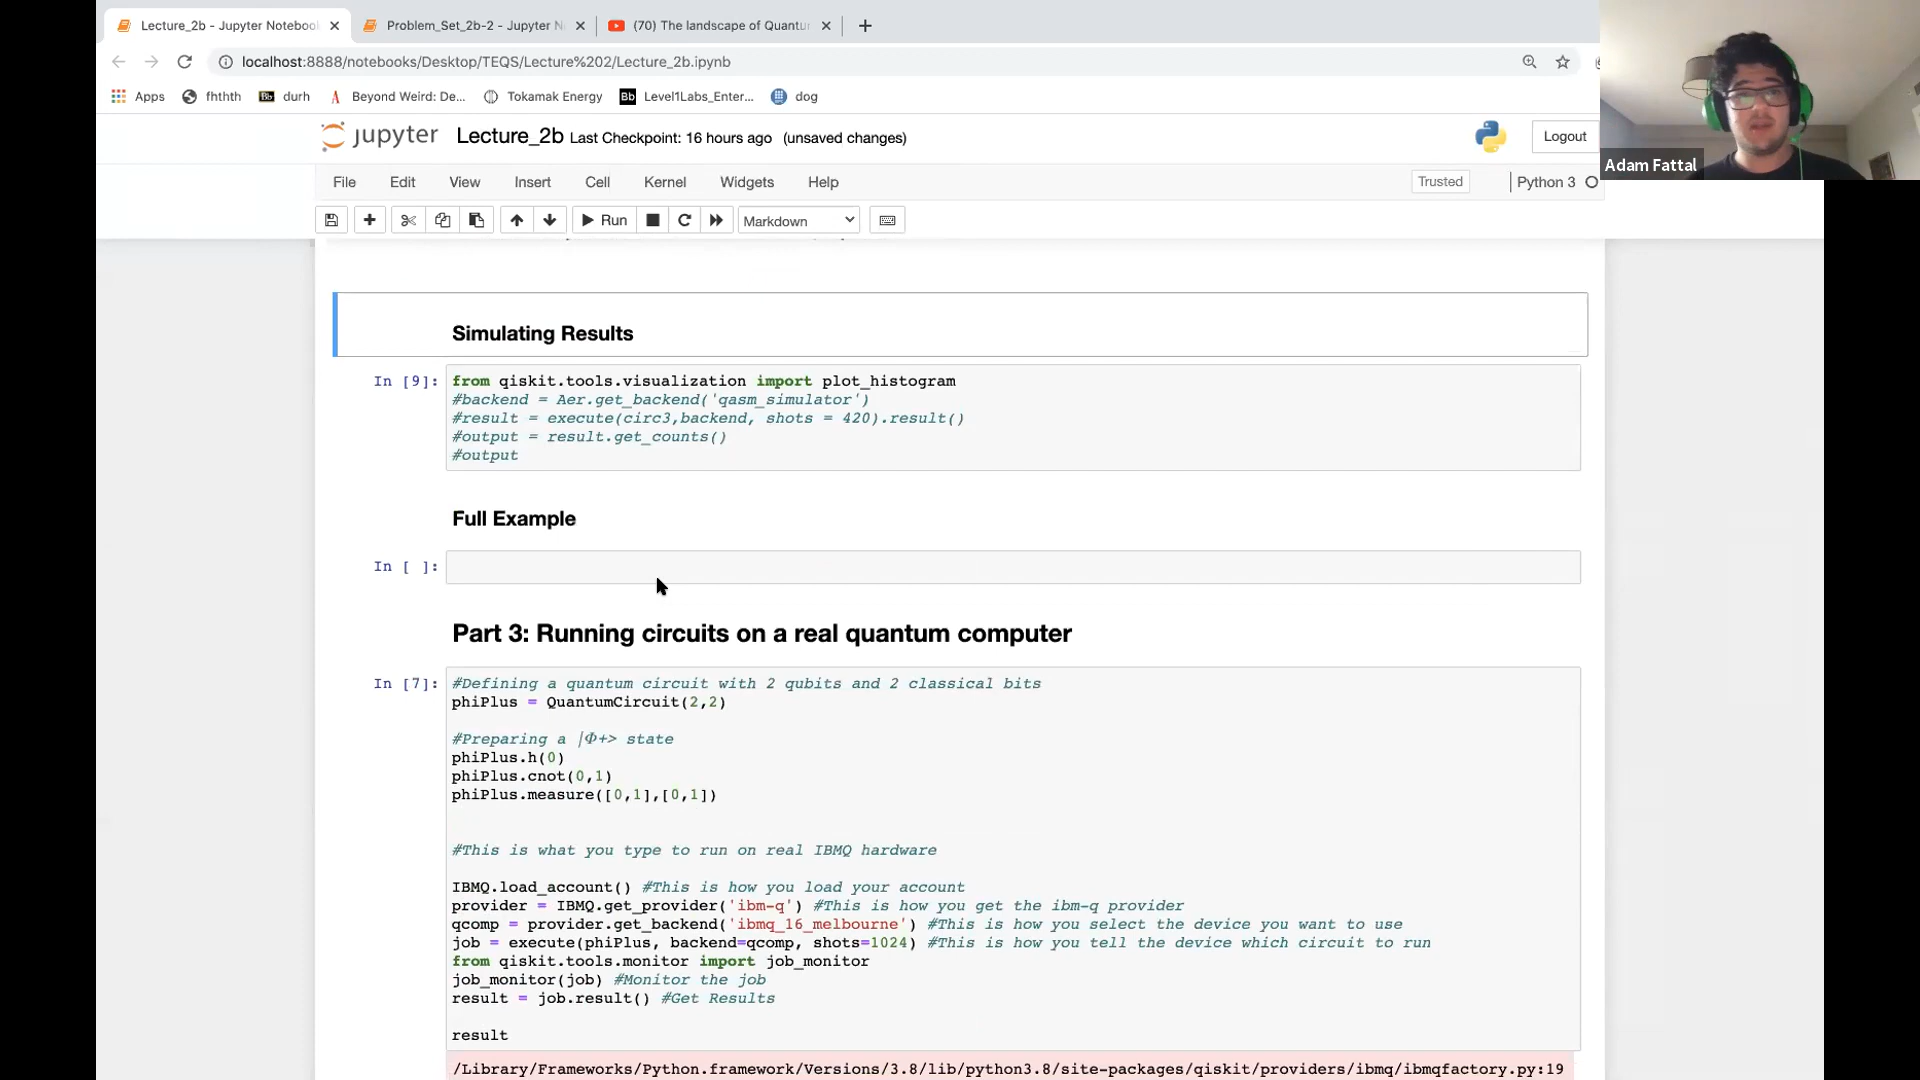 Lecture_2b - Jupyter Notebook
Problem_Set_2b-2 - Jupyter N
(70) The landscape of Quantu
localhost:8888/notebooks/Desktop/TEQS/Lecture%202/Lecture_2b.ipynb
Apps
fhthth
Bb
durh
Beyond Weird: De...
Tokamak Energy
Bb
Level1Labs_Enter...
dog
jupyter
Lecture_2b Last Checkpoint: 16 hours ago (unsaved changes)
Logout
Adam Fattal
File
Edit
View
Insert
Cell
Kernel
Widgets
Help
Trusted
Python 3
Run
Markdown
Simulating Results
In [9]:
from qiskit.tools.visualization import plot_histogram
#backend = Aer.get_backend('qasm_simulator')
#result = execute(circ3,backend, shots = 420).result()
#output = result.get_counts()
#output
Full Example
In [ ]:
Part 3: Running circuits on a real quantum computer
In [7]:
#Defining a quantum circuit with 2 qubits and 2 classical bits
phiPlus = QuantumCircuit(2,2)
#Preparing a |Φ+> state
phiPlus.h(0)
phiPlus.cnot(0,1)
phiPlus.measure([0,1],[0,1])
#This is what you type to run on real IBMQ hardware
IBMQ.load_account() #This is how you load your account
provider = IBMQ.get_provider('ibm-q') #This is how you get the ibm-q provider
qcomp = provider.get_backend('ibmq_16_melbourne') #This is how you select the device you want to use
job = execute(phiPlus, backend=qcomp, shots=1024) #This is how you tell the device which circuit to run
from qiskit.tools.monitor import job_monitor
job_monitor(job) #Monitor the job
result = job.result() #Get Results
result
/Library/Frameworks/Python.framework/Versions/3.8/lib/python3.8/site-packages/qiskit/providers/ibmq/ibmqfactory.py:19